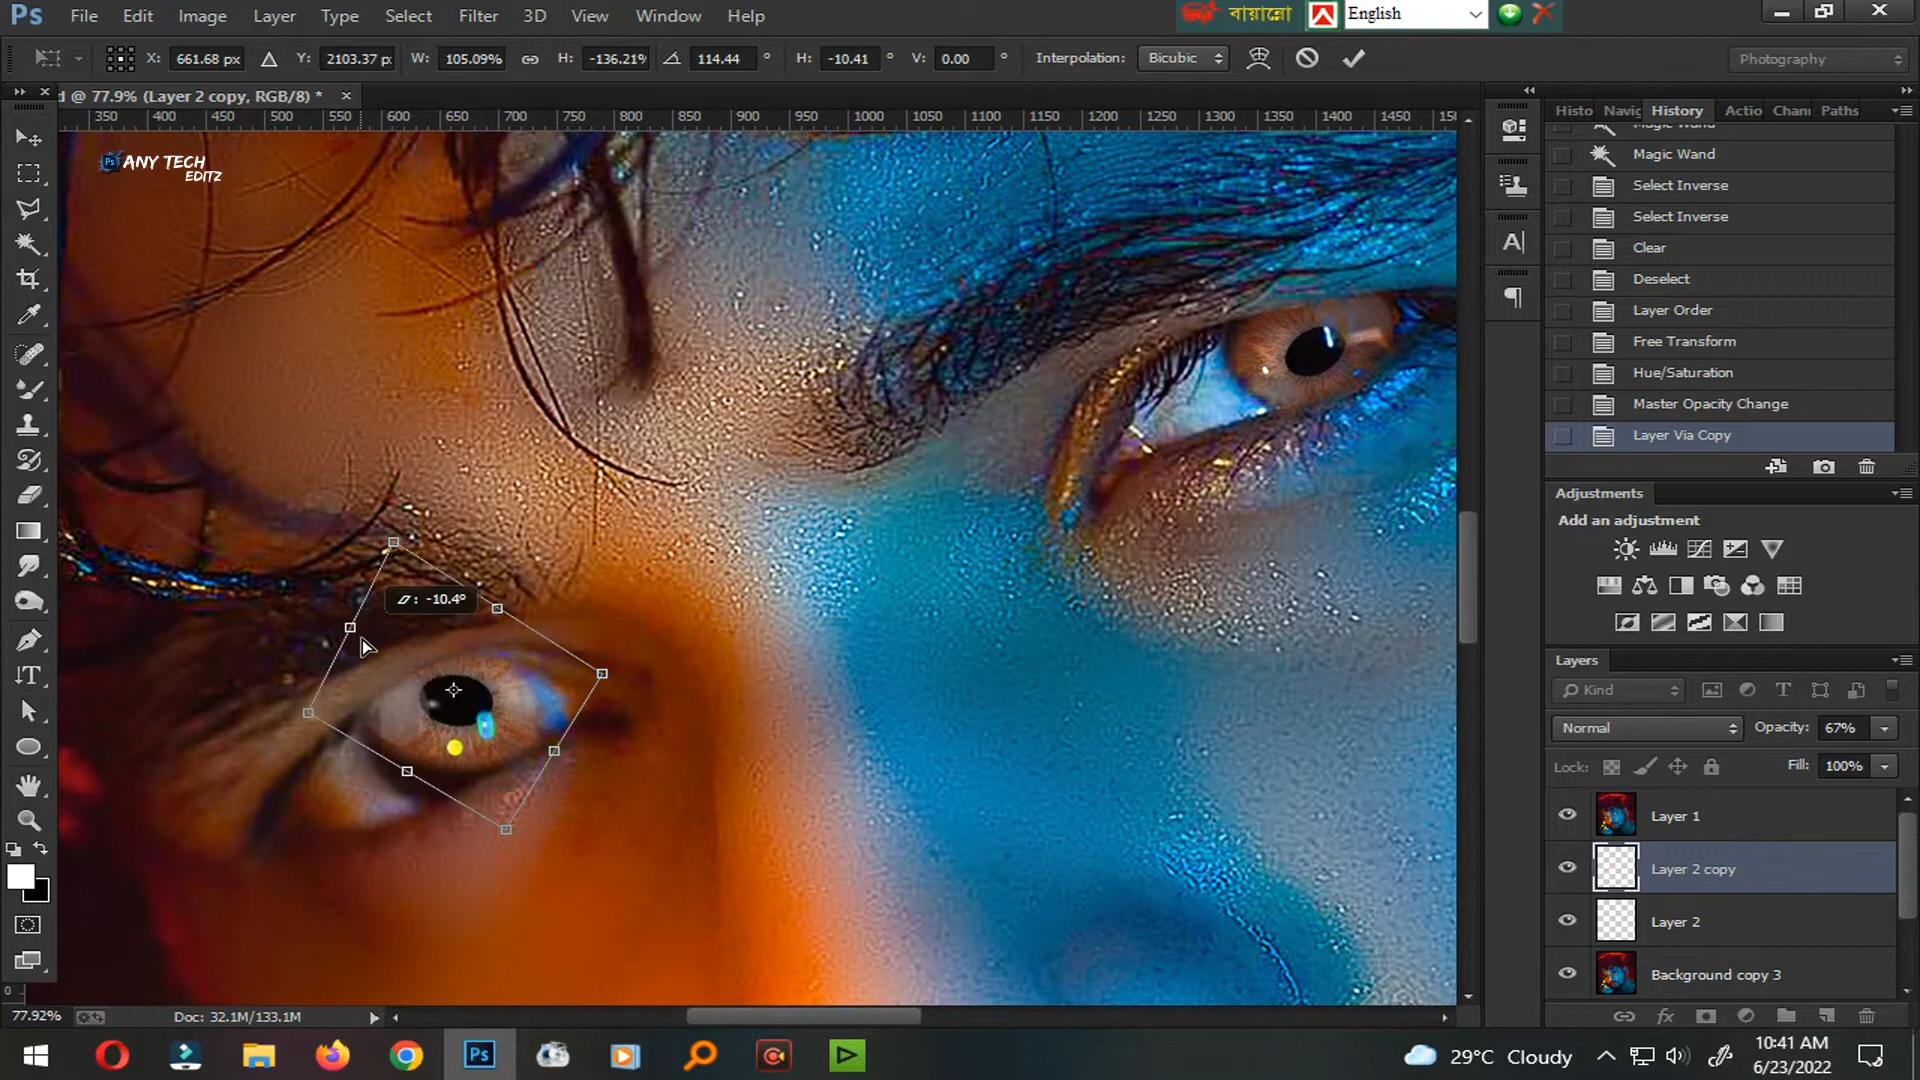 Ps File Edit Image Layer Type Select Filter 3D View Window Help
বায়ান্নো English
X: 661.68 px Y: 2103.37 px W: 105.09% H: -136.21% 114.44 ° H: -10.41 ° V: 0.00 ° Interpolation: Bicubic Photography
d @ 77.9% (Layer 2 copy, RGB/8) *
350 400 450 500 550 600 650 700 750 800 850 900 950 1000 1050 1100 1150 1200 1250 1300 1350 1400 1450
Histo Navig History Actio Chan Paths
Magic Wand
Magic Wand
Select Inverse
Select Inverse
Clear
Deselect
Layer Order
Free Transform
Hue/Saturation
Master Opacity Change
Layer Via Copy
Ps ANY TECH
EDITZ
-10.4°
Adjustments
Add an adjustment
Layers
Kind
Normal Opacity: 67%
Lock: Fill: 100%
Layer 1
Layer 2 copy
Layer 2
Background copy 3
77.92% Doc: 32.1M/133.1M
29°C Cloudy
10:41 AM
6/23/2022